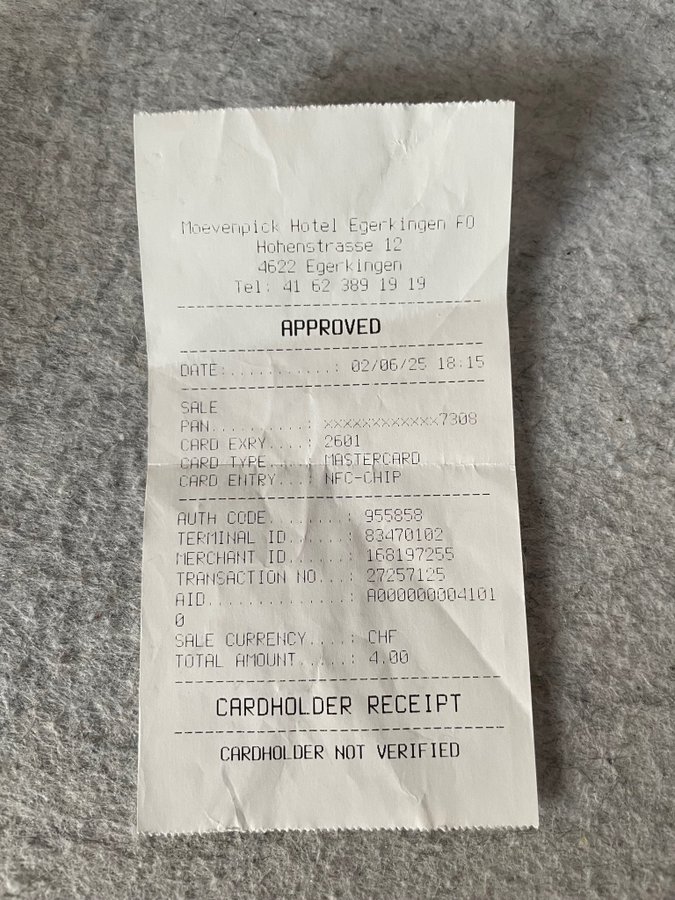 Moevenpick Hotel Egerkingen FO
Hohenstrasse 12
4622 Egerkingen
Tel: 41 62 389 19 19
APPROVED
DATE:...........: 02/06/25 18:15
SALE
PAN..........: xxxxxxxxxxxx7308
CARD EXRY....: 2601
CARD TYPE....: MASTERCARD
CARD ENTRY...: NFC-CHIP
AUTH CODE........: 955858
TERMINAL ID......: 83470102
MERCHANT ID......: 168197255
TRANSACTION NO...: 27257125
AID..............: A000000004101
0
SALE CURRENCY....: CHF
TOTAL AMOUNT.....: 4.00
CARDHOLDER RECEIPT
CARDHOLDER NOT VERIFIED